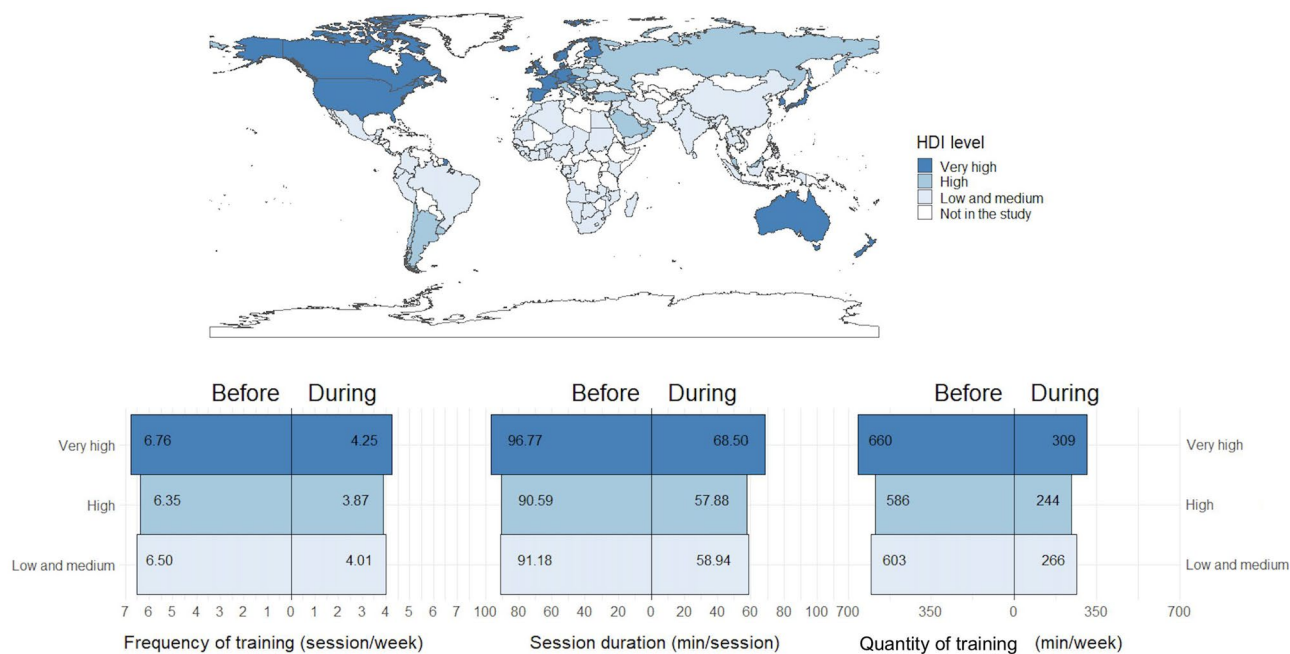 HDI level
Very high
High
Low and medium
Not in the study
Before During
Before During
Before During
Very high 6.76 4.25 96.77 68.50 660 309 Very high
High 6.35 3.87 90.59 57.88 586 244 High
Low and medium 6.50 4.01 91.18 58.94 603 266 Low and medium
7 6 5 4 3 2 1 0 1 2 3 4 5 6 7 100 80 60 40 20 0 20 40 60 80 100 700 350 0 350 700
Frequency of training (session/week) Session duration (min/session) Quantity of training (min/week)